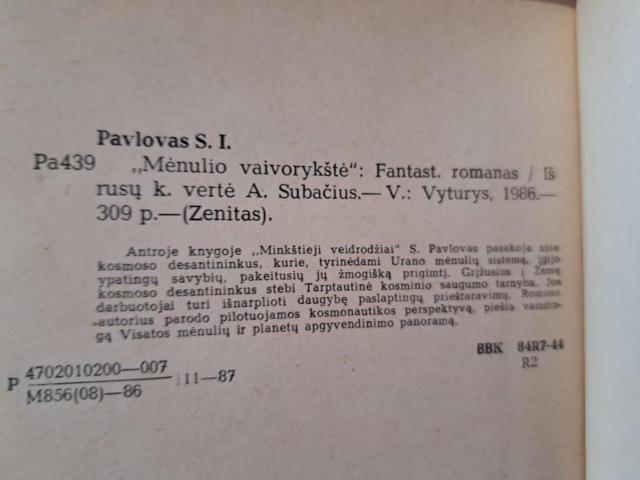 Pavlovas S. I.
Pa439 „Mėnulio vaivorykštė“: Fantast. romanas / Iš
rusų k. vertė A. Subačius.— V.: Vyturys, 1986.—
309 p.—(Zenitas).
Antroje knygoje „Minkštieji veidrodžiai“ S. Pavlovas pasakoja apie
kosmoso desantininkus, kurie, tyrinėdami Urano mėnulių sistemą, įgijo
ypatingų savybių, pakeitusių jų žmogišką prigimtį. Grįžusius į Žemę
kosmoso desantininkus stebi Tarptautinė kosminio saugumo tarnyba. Jos
darbuotojai turi išnarplioti daugybę paslaptingų prieštaravimų. Romano
autorius parodo pilotuojamos kosmonautikos perspektyvą, piešia vaizdin-
gą Visatos mėnulių ir planetų apgyvendinimo panoramą.
P 4702010200—007
M856(08)—86 11—87
BBK 84R7-44
R2